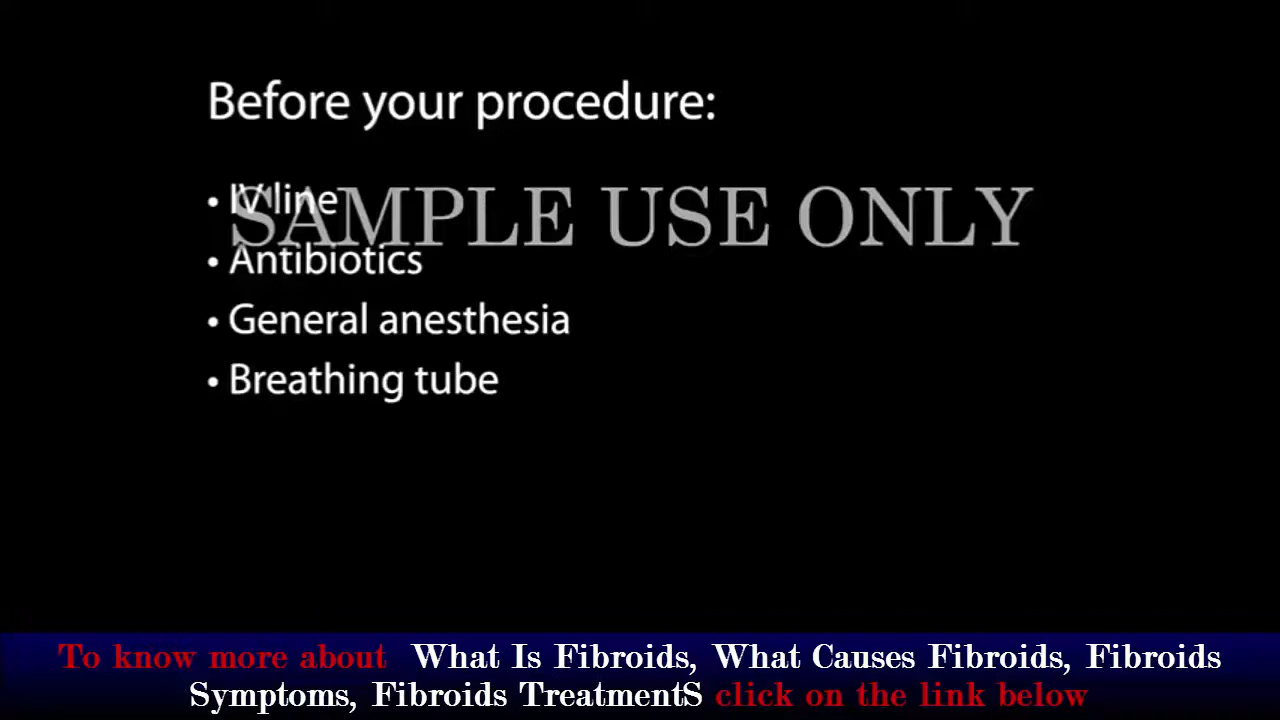 Before your procedure:
• IV line
SAMPLE USE ONLY
• Antibiotics
• General anesthesia
• Breathing tube
To know more about What Is Fibroids, What Causes Fibroids, Fibroids
Symptoms, Fibroids TreatmentS click on the link below